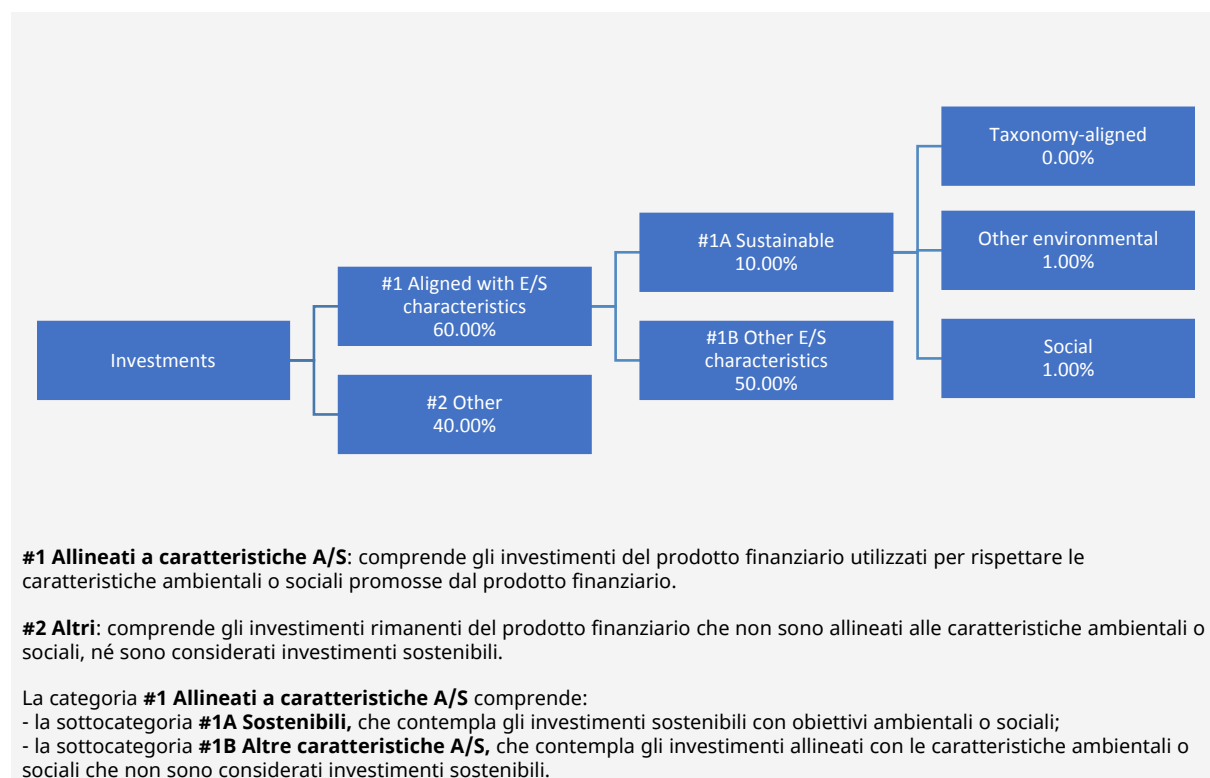 Investments
#1 Aligned with E/S
characteristics
60.00%
#2 Other
40.00%
#1A Sustainable
10.00%
#1B Other E/S
characteristics
50.00%
Taxonomy-aligned
0.00%
Other environmental
1.00%
Social
1.00%
#1 Allineati a caratteristiche A/S: comprende gli investimenti del prodotto finanziario utilizzati per rispettare le
caratteristiche ambientali o sociali promosse dal prodotto finanziario.
#2 Altri: comprende gli investimenti rimanenti del prodotto finanziario che non sono allineati alle caratteristiche ambientali o
sociali, né sono considerati investimenti sostenibili.
La categoria #1 Allineati a caratteristiche A/S comprende:
- la sottocategoria #1A Sostenibili, che contempla gli investimenti sostenibili con obiettivi ambientali o sociali;
- la sottocategoria #1B Altre caratteristiche A/S, che contempla gli investimenti allineati con le caratteristiche ambientali o
sociali che non sono considerati investimenti sostenibili.